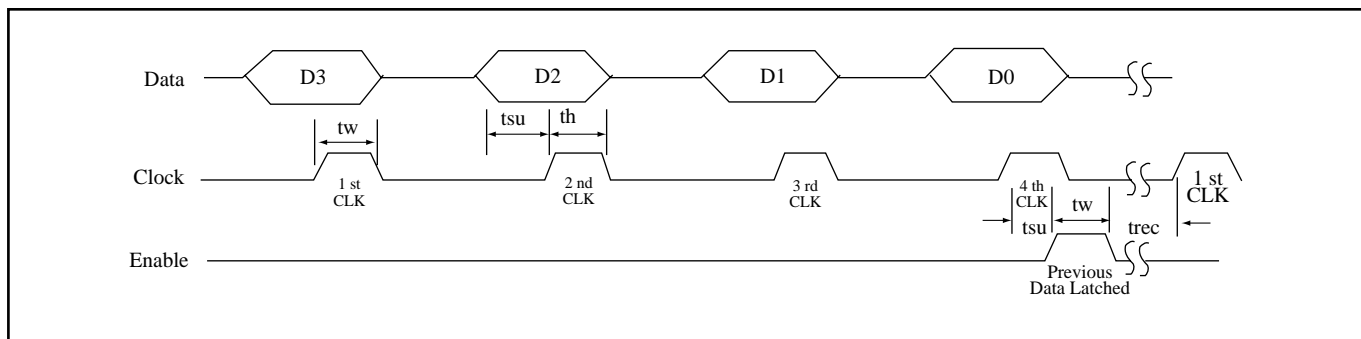 Data
D3
D2
D1
D0
tw
tsu
th
Clock
1 st
CLK
2 nd
CLK
3 rd
CLK
4 th
CLK
1 st
CLK
tsu
tw
trec
Enable
Previous
Data Latched